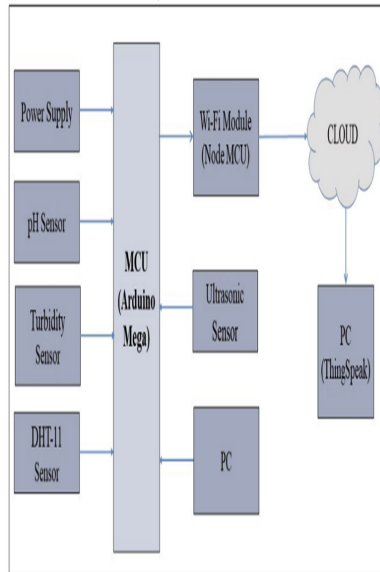 Power Supply
pH Sensor
Turbidity
Sensor
DHT-11
Sensor
MCU
(Arduino
Mega)
Wi-Fi Module
(Node MCU)
Ultrasonic
Sensor
PC
CLOUD
PC
(ThingSpeak)